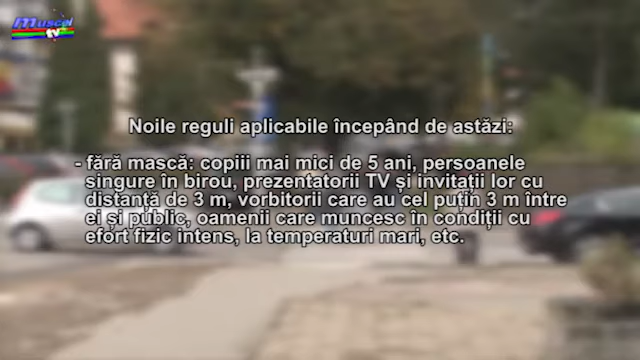 Muscel
tv
Noile reguli aplicabile începând de astăzi:
- fără mască: copiii mai mici de 5 ani, persoanele
singure în birou, prezentatorii TV și invitații lor cu
distanță de 3 m, vorbitorii care au cel puțin 3 m între
ei și public, oamenii care muncesc în condiții cu
efort fizic intens, la temperaturi mari, etc.